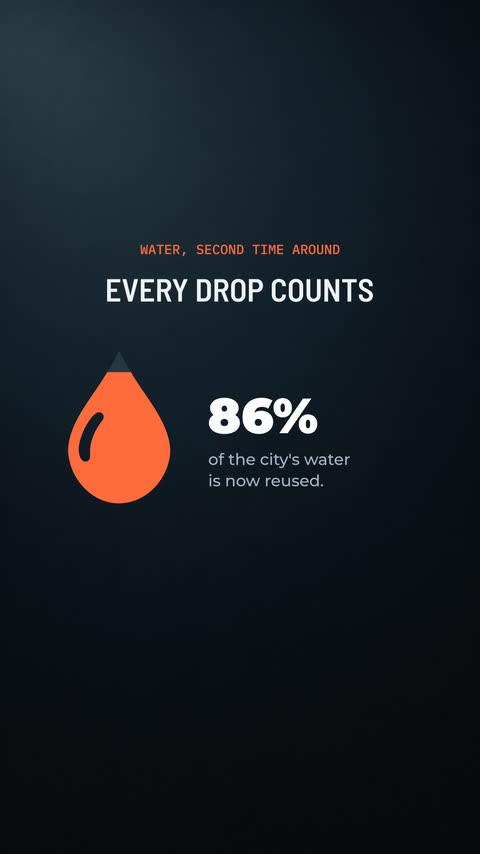 WATER, SECOND TIME AROUND
EVERY DROP COUNTS
86%
of the city's water
is now reused.